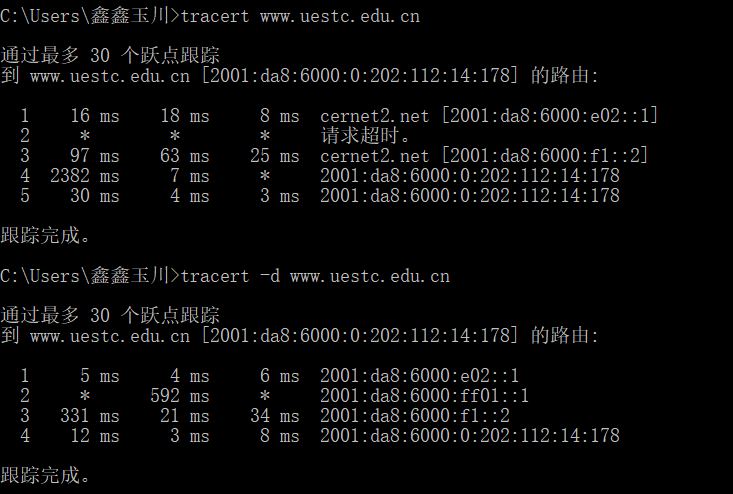 C:\Users\鑫鑫玉川>tracert www.uestc.edu.cn
通过最多 30 个跃点跟踪
到 www.uestc.edu.cn [2001:da8:6000:0:202:112:14:178] 的路由:
1 16 ms 18 ms 8 ms cernet2.net [2001:da8:6000:e02::1]
2 * * * 请求超时。
3 97 ms 63 ms 25 ms cernet2.net [2001:da8:6000:f1::2]
4 2382 ms 7 ms * 2001:da8:6000:0:202:112:14:178
5 30 ms 4 ms 3 ms 2001:da8:6000:0:202:112:14:178
跟踪完成。
C:\Users\鑫鑫玉川>tracert -d www.uestc.edu.cn
通过最多 30 个跃点跟踪
到 www.uestc.edu.cn [2001:da8:6000:0:202:112:14:178] 的路由:
1 5 ms 4 ms 6 ms 2001:da8:6000:e02::1
2 * 592 ms * 2001:da8:6000:ff01::1
3 331 ms 21 ms 34 ms 2001:da8:6000:f1::2
4 12 ms 3 ms 8 ms 2001:da8:6000:0:202:112:14:178
跟踪完成。